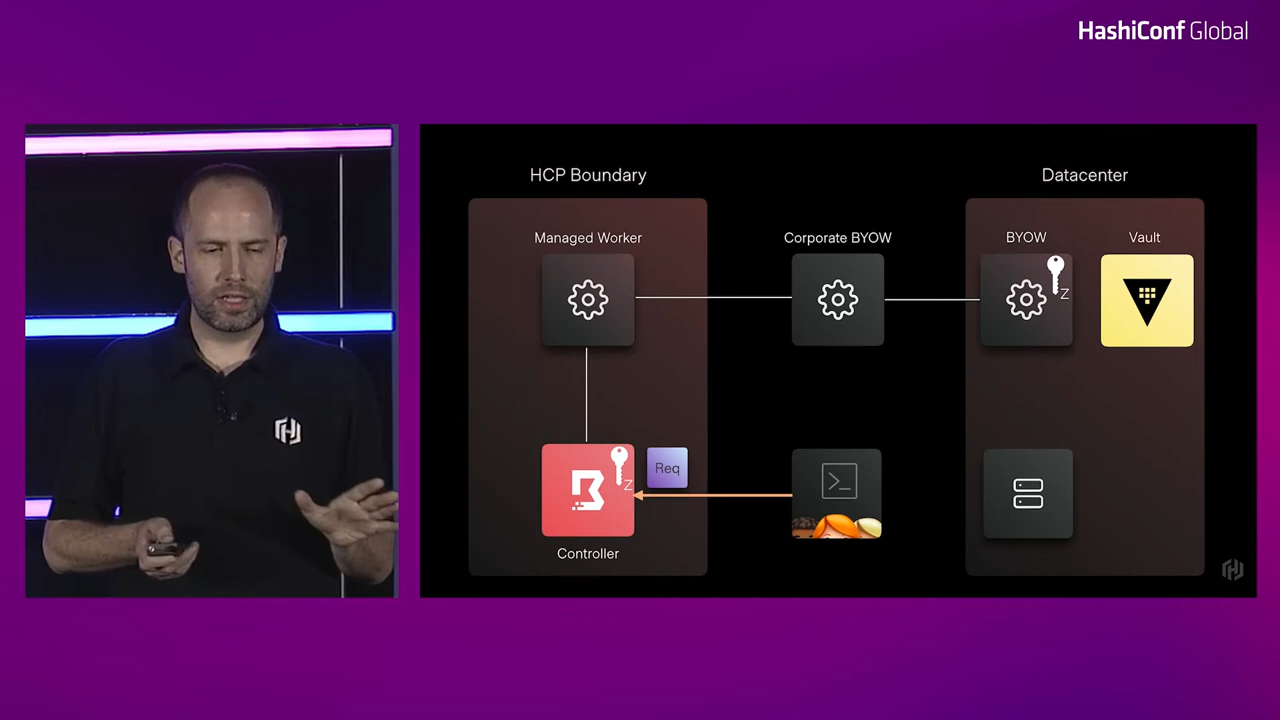 HashiConf Global
HCP Boundary
Datacenter
Managed Worker
Corporate BYOW
BYOW
Vault
Z
Req
Z
>_
Controller